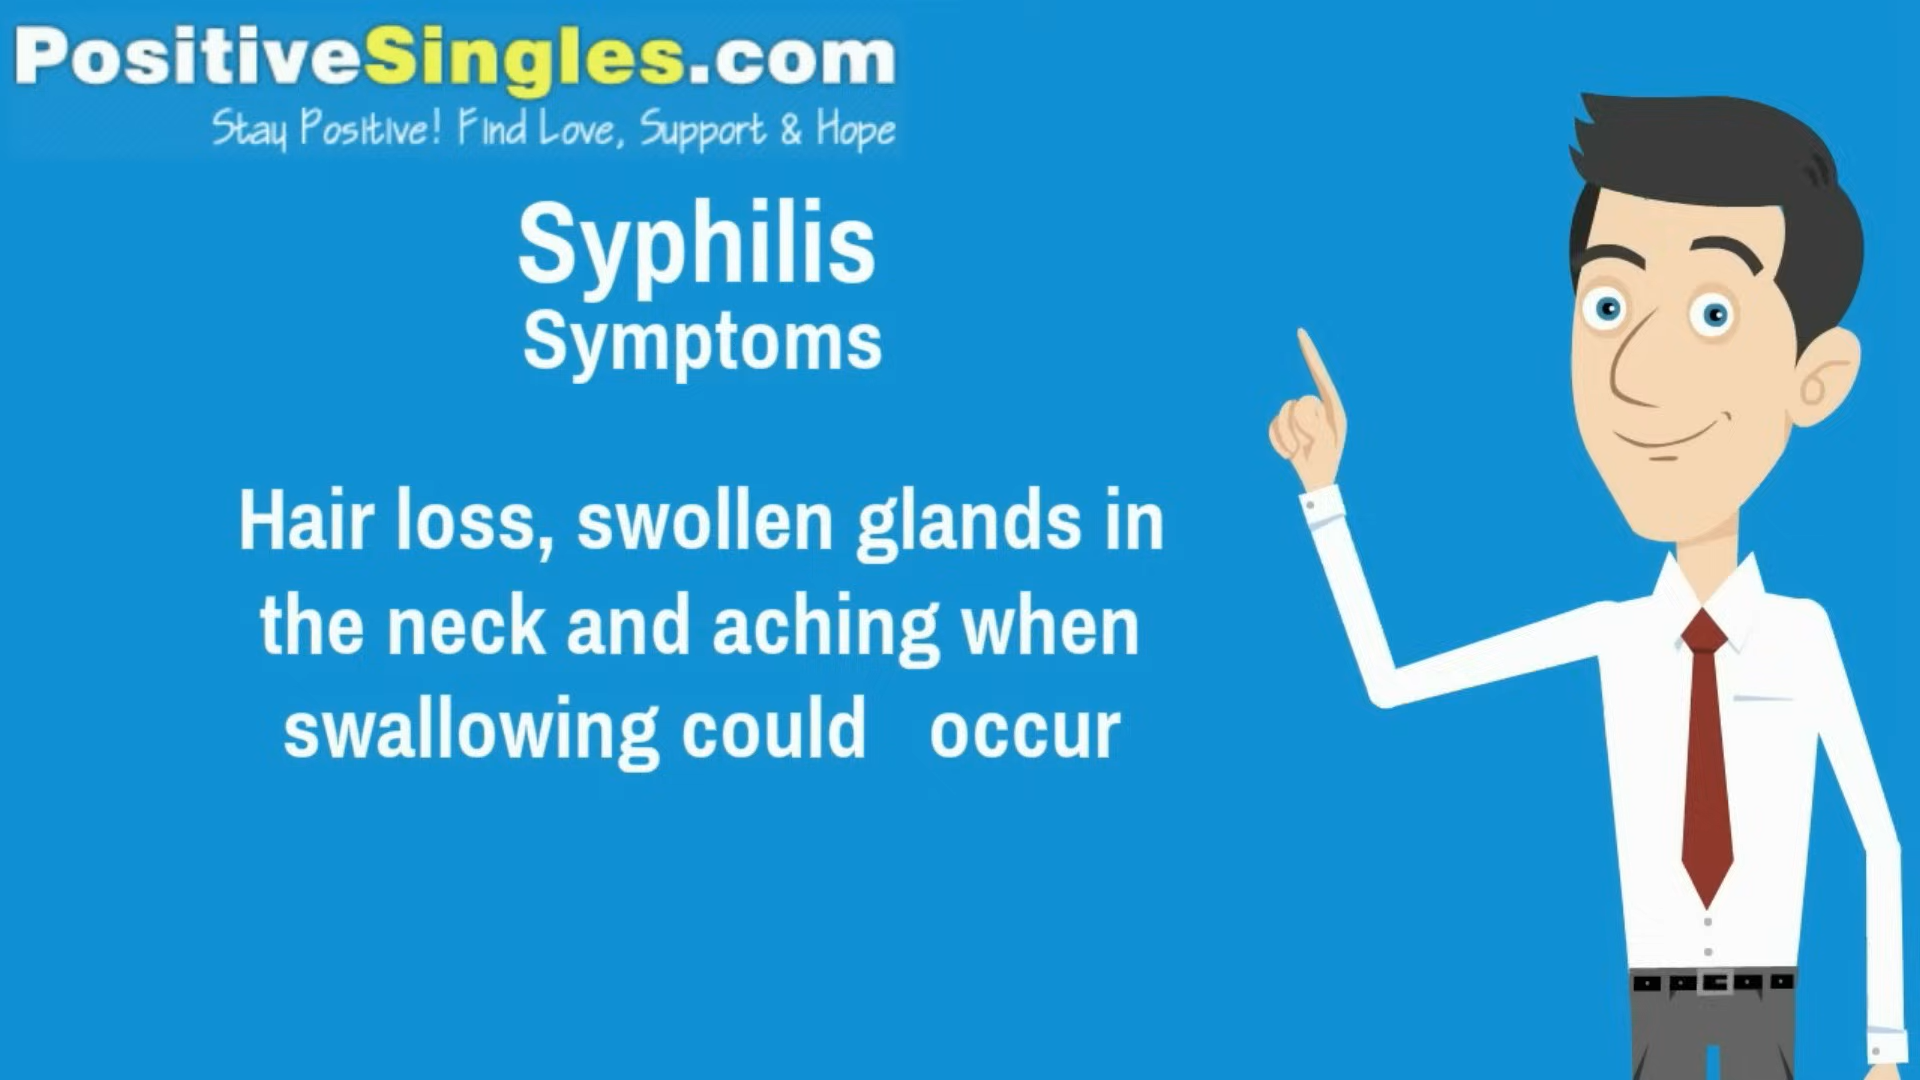 PositiveSingles.com
Stay Positive! Find Love, Support & Hope
Syphilis
Symptoms
Hair loss, swollen glands in
the neck and aching when
swallowing could occur